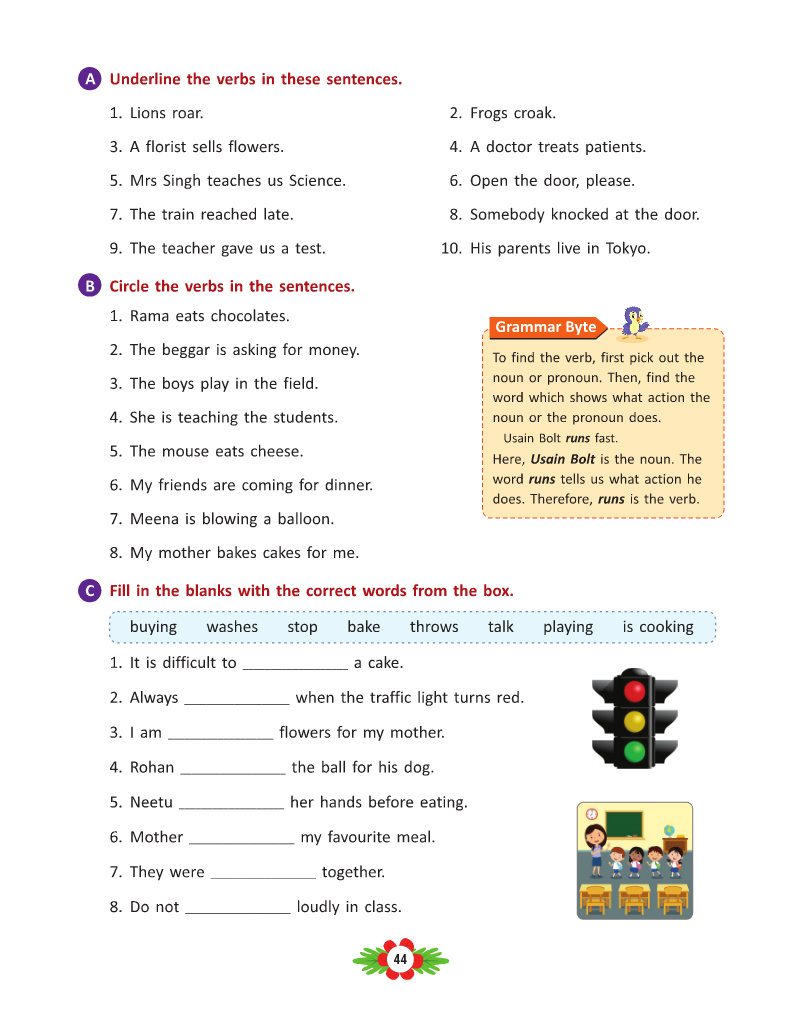 A Underline the verbs in these sentences.
1. Lions roar.
2. Frogs croak.
3. A florist sells flowers.
4. A doctor treats patients.
5. Mrs Singh teaches us Science.
6. Open the door, please.
7. The train reached late.
8. Somebody knocked at the door.
9. The teacher gave us a test.
10. His parents live in Tokyo.
B Circle the verbs in the sentences.
1. Rama eats chocolates.
2. The beggar is asking for money.
3. The boys play in the field.
4. She is teaching the students.
5. The mouse eats cheese.
6. My friends are coming for dinner.
7. Meena is blowing a balloon.
8. My mother bakes cakes for me.
Grammar Byte
To find the verb, first pick out the
noun or pronoun. Then, find the
word which shows what action the
noun or the pronoun does.
Usain Bolt runs fast.
Here, Usain Bolt is the noun. The
word runs tells us what action he
does. Therefore, runs is the verb.
C Fill in the blanks with the correct words from the box.
buying washes stop bake throws talk playing is cooking
1. It is difficult to ______________ a cake.
2. Always ______________ when the traffic light turns red.
3. I am ______________ flowers for my mother.
4. Rohan ______________ the ball for his dog.
5. Neetu ______________ her hands before eating.
6. Mother ______________ my favourite meal.
7. They were ______________ together.
8. Do not ______________ loudly in class.
44